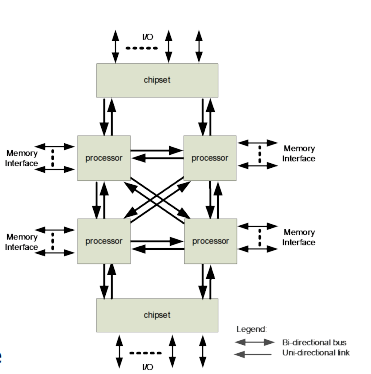 I/O
chipset
Memory
Interface
processor
processor
Memory
Interface
Memory
Interface
processor
processor
Memory
Interface
chipset
Legend:
Bi-directional bus
Uni-directional link
I/O
e